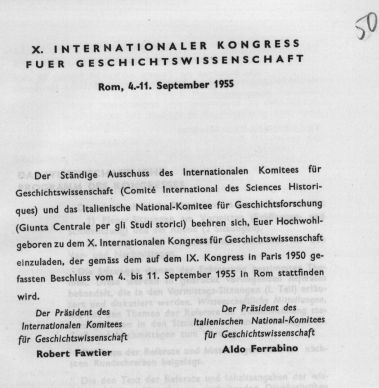 50
X. INTERNATIONALER KONGRESS
FUER GESCHICHTSWISSENSCHAFT
Rom, 4.-11. September 1955
Der Ständige Ausschuss des Internationalen Komitees für
Geschichtswissenschaft (Comité International des Sciences Histori-
ques) und das Italienische National-Komitee für Geschichtsforschung
(Giunta Centrale per gli Studi storici) beehren sich, Euer Hochwohl-
geboren zu dem X. Internationalen Kongress für Geschichtswissenschaft
einzuladen, der gemäss dem auf dem IX. Kongress in Paris 1950 ge-
fassten Beschluss vom 4. bis 11. September 1955 in Rom stattfinden
wird.
Der Präsident des
Internationalen Komitees
für Geschichtswissenschaft
Robert Fawtier
Der Präsident des
Italienischen National-Komitees
für Geschichtswissenschaft
Aldo Ferrabino